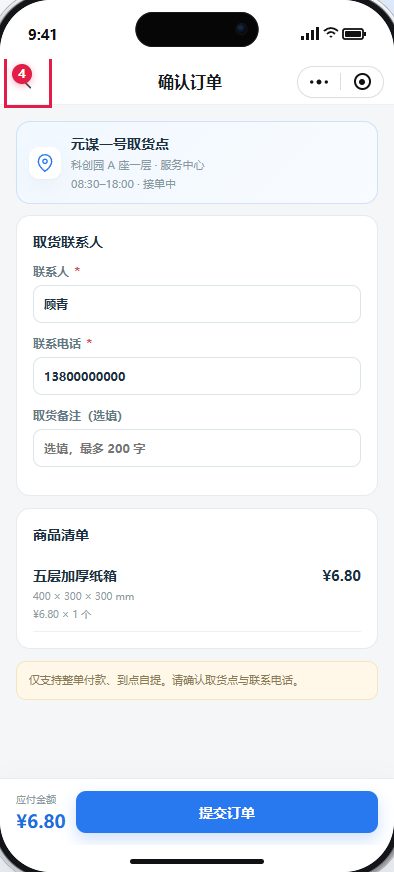 9:41
4
确认订单
元谋一号取货点
科创园 A 座一层 · 服务中心
08:30–18:00 · 接单中
取货联系人
联系人 *
顾青
联系电话 *
13800000000
取货备注（选填）
选填，最多 200 字
商品清单
五层加厚纸箱 ¥6.80
400 × 300 × 300 mm
¥6.80 × 1 个
仅支持整单付款、到点自提。请确认取货点与联系电话。
应付金额
¥6.80
提交订单